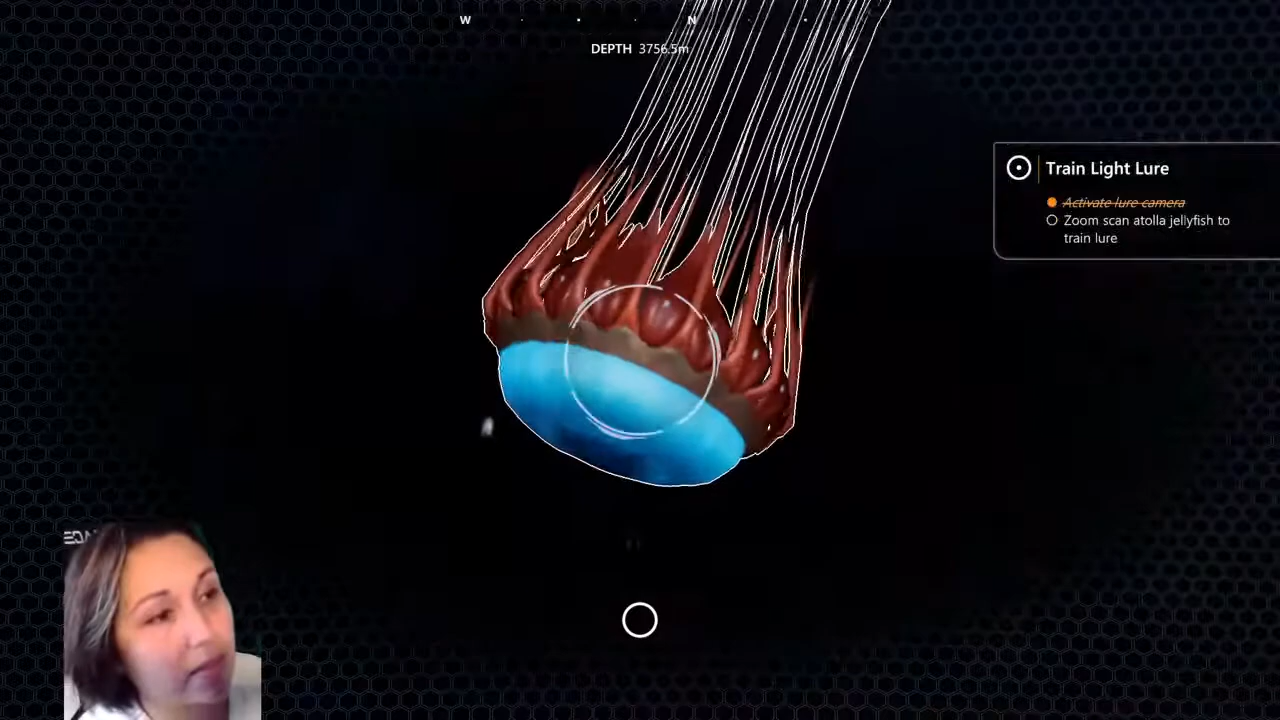 W N
DEPTH 3756.5m
Train Light Lure
Activate lure camera
Zoom scan atolla jellyfish to
train lure